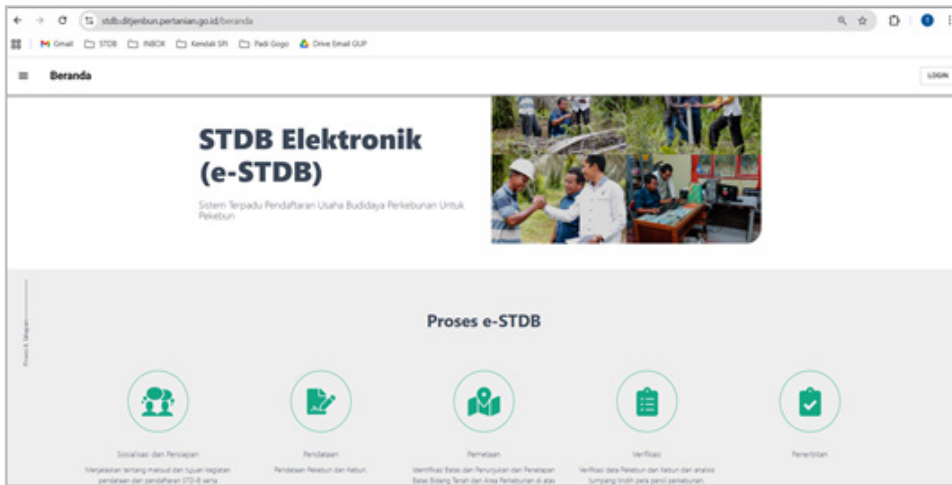 stdb.ditjenbun.pertanian.go.id/beranda
Gmail STDB INBOX Kendali SPI Padi Gogo Drive Email GUP
Beranda
LOGIN
STDB Elektronik
(e-STDB)
Sistem Terpadu Pendaftaran Usaha Budidaya Perkebunan Untuk
Pekebun
Proses e-STDB
Sosialisasi dan Persiapan
Menjelaskan tentang maksud dan tujuan kegiatan
pendataan dan pendaftaran STD-B serta
Pendataan
Pendataan Pekebun dan Kebun.
Pemetaan
Identifikasi Batas dan Penunjukan dan Penetapan
Batas Bidang Tanah dan Area Perkebunan di atas
Verifikasi
Verifikasi data Pekebun dan Kebun dan analisis
tumpang tindih peta persil perkebunan.
Penerbitan